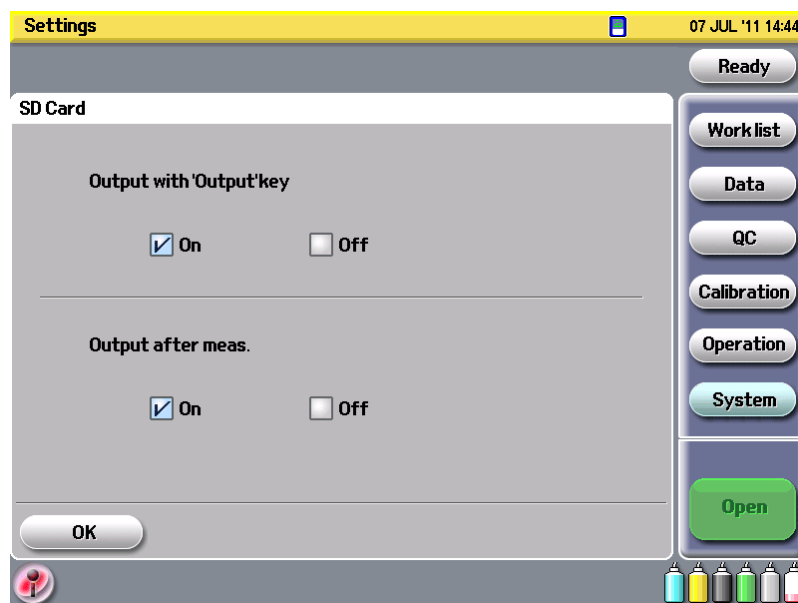 Settings
07 JUL '11 14:44
Ready
SD Card
Work list
Output with 'Output'key
Data
On
Off
QC
Calibration
Output after meas.
Operation
On
Off
System
Open
OK